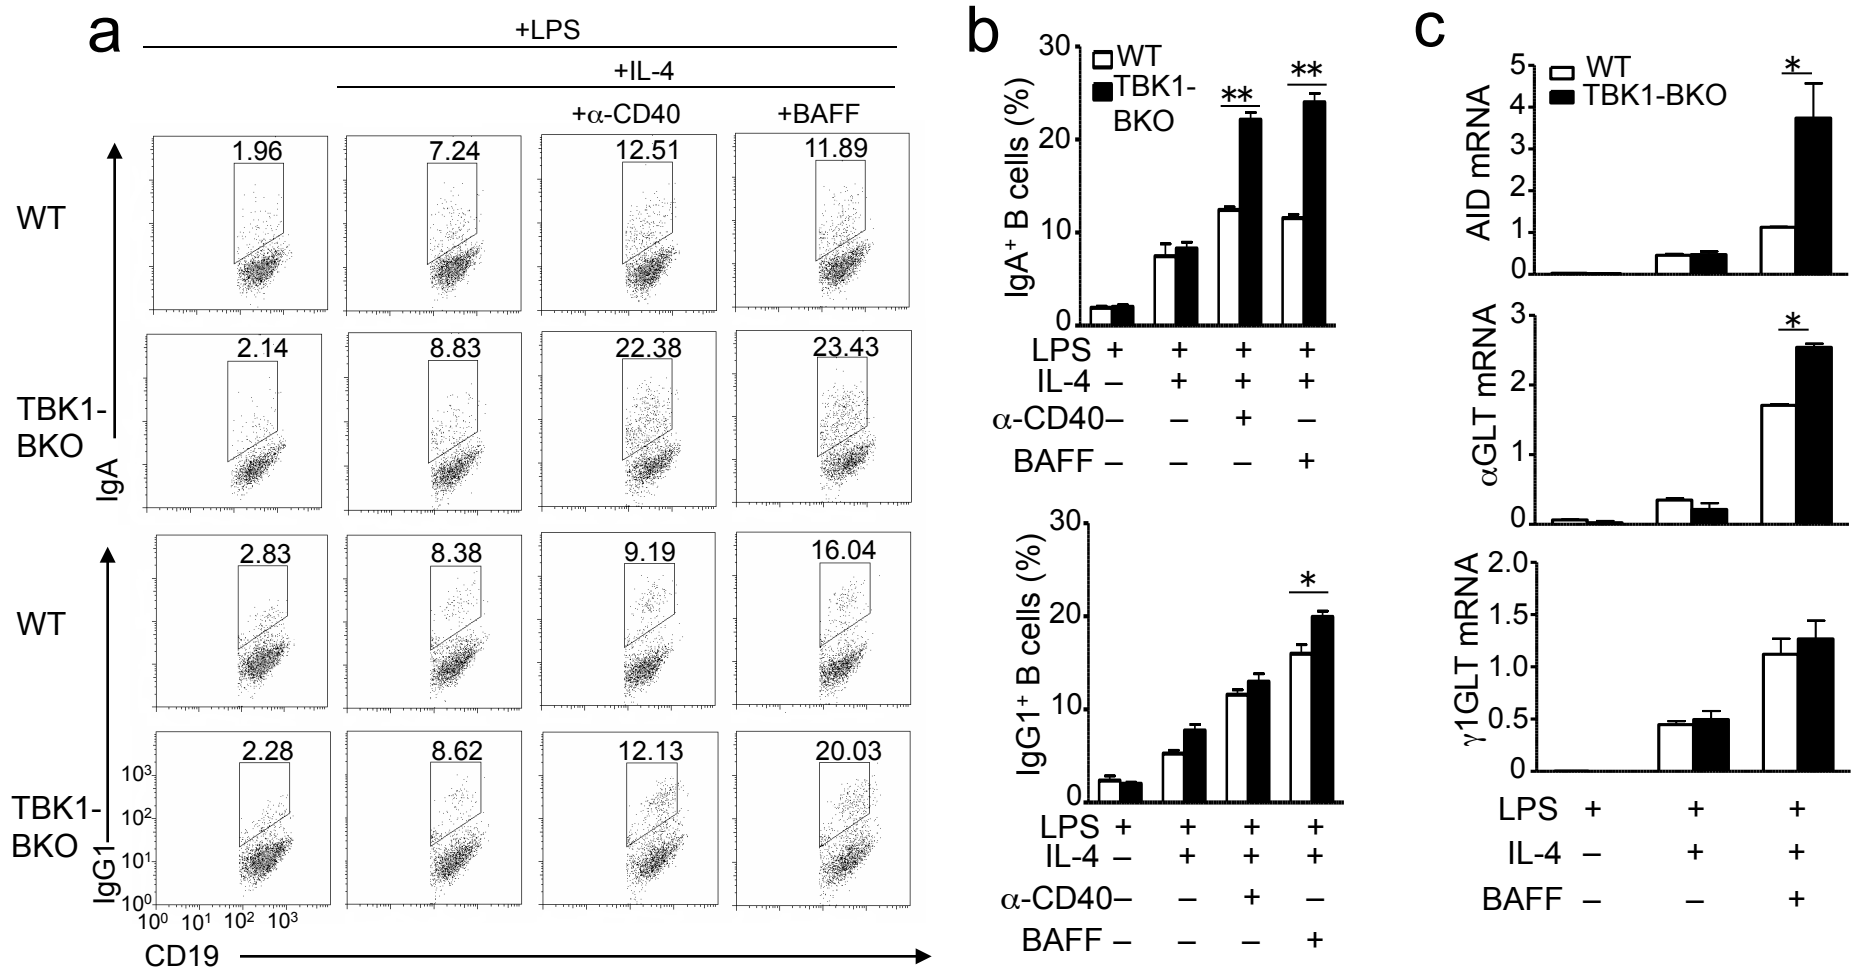 a
+LPS
+IL-4
+α-CD40
+BAFF
WT
1.96
7.24
12.51
11.89
TBK1-
BKO
2.14
8.83
22.38
23.43
IgA
WT
2.83
8.38
9.19
16.04
TBK1-
BKO
2.28
8.62
12.13
20.03
IgG1
10³
10²
10¹
10⁰
10⁰ 10¹ 10² 10³
CD19
b
IgA⁺ B cells (%)
30
20
10
0
WT
TBK1-
BKO
**
**
LPS + + + +
IL-4 – + + +
α-CD40 – – + –
BAFF – – – +
IgG1⁺ B cells (%)
30
20
10
0
*
LPS + + + +
IL-4 – + + +
α-CD40 – – + –
BAFF – – – +
c
AID mRNA
5
4
3
2
1
0
WT
TBK1-BKO
*
αGLT mRNA
3
2
1
0
*
γ1GLT mRNA
2.0
1.5
1.0
0.5
0
LPS + + +
IL-4 – + +
BAFF – – +